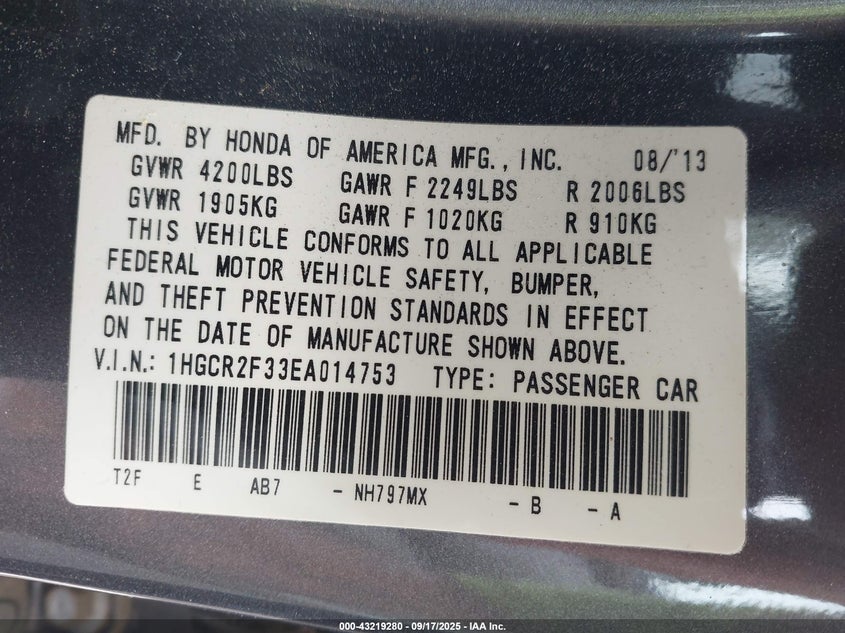 MFD. BY HONDA OF AMERICA MFG., INC. 08/'13
GVWR 4200LBS GAWR F 2249LBS R 2006LBS
GVWR 1905KG GAWR F 1020KG R 910KG
THIS VEHICLE CONFORMS TO ALL APPLICABLE
FEDERAL MOTOR VEHICLE SAFETY, BUMPER,
AND THEFT PREVENTION STANDARDS IN EFFECT
ON THE DATE OF MANUFACTURE SHOWN ABOVE.
V.I.N.: 1HGCR2F33EA014753 TYPE: PASSENGER CAR
T2F E AB7 - NH797MX - B - A
000-43219280 - 09/17/2025 - IAA Inc.